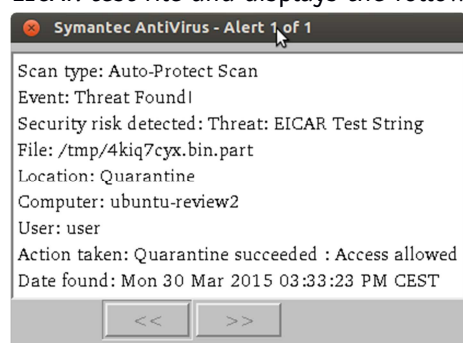 Symantec AntiVirus - Alert 1 of 1
Scan type: Auto-Protect Scan
Event: Threat Found!
Security risk detected: Threat: EICAR Test String
File: /tmp/4kiq7cyx.bin.part
Location: Quarantine
Computer: ubuntu-review2
User: user
Action taken: Quarantine succeeded : Access allowed
Date found: Mon 30 Mar 2015 03:33:23 PM CEST
<< >>